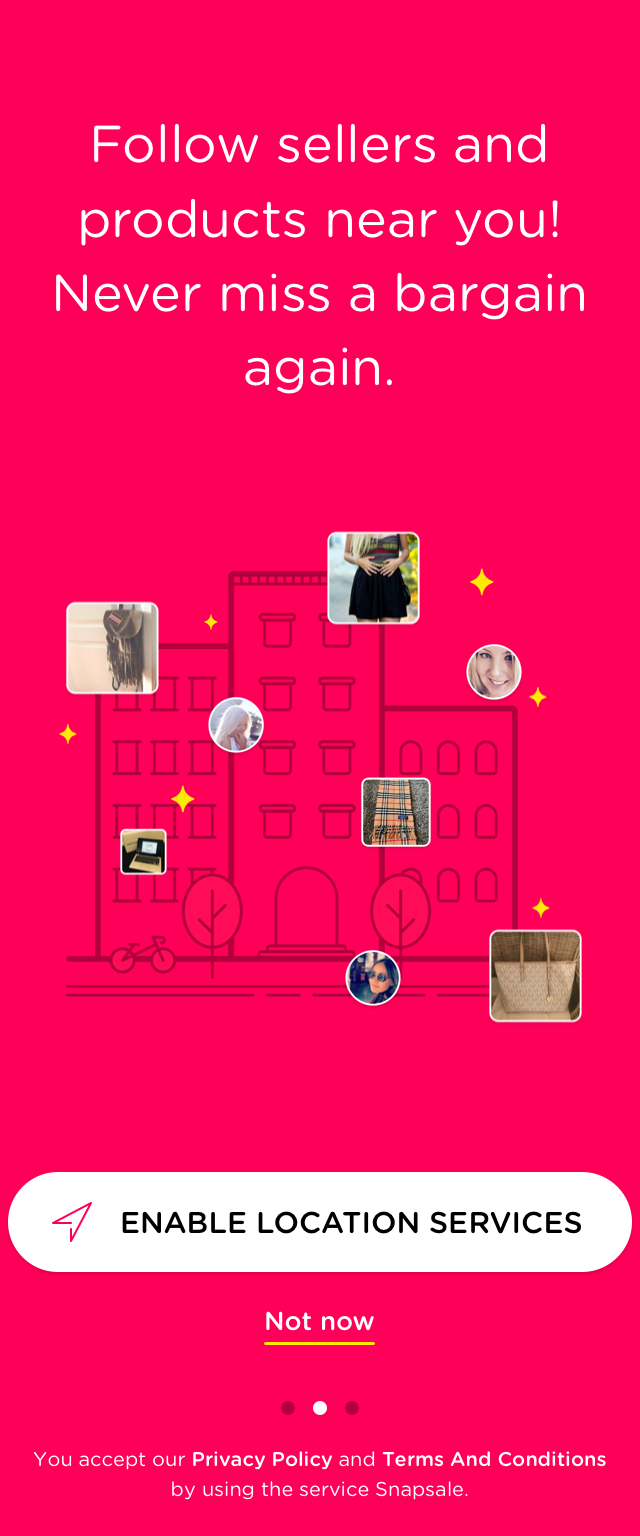 Follow sellers and
products near you!
Never miss a bargain
again.
ENABLE LOCATION SERVICES
Not now
You accept our Privacy Policy and Terms And Conditions
by using the service Snapsale.